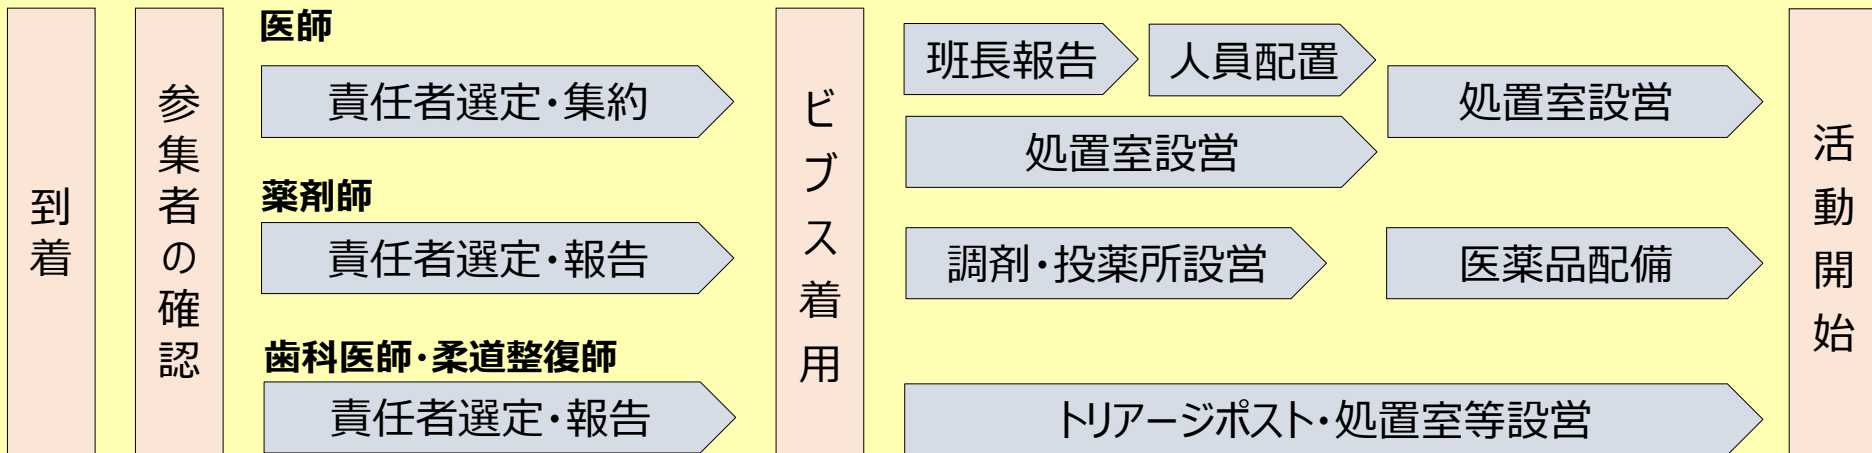 到着
参集者の確認
医師
責任者選定・集約
薬剤師
責任者選定・報告
歯科医師・柔道整復師
責任者選定・報告
ビブス着用
班長報告
人員配置
処置室設営
処置室設営
調剤・投薬所設営
医薬品配備
トリアージポスト・処置室等設営
活動開始